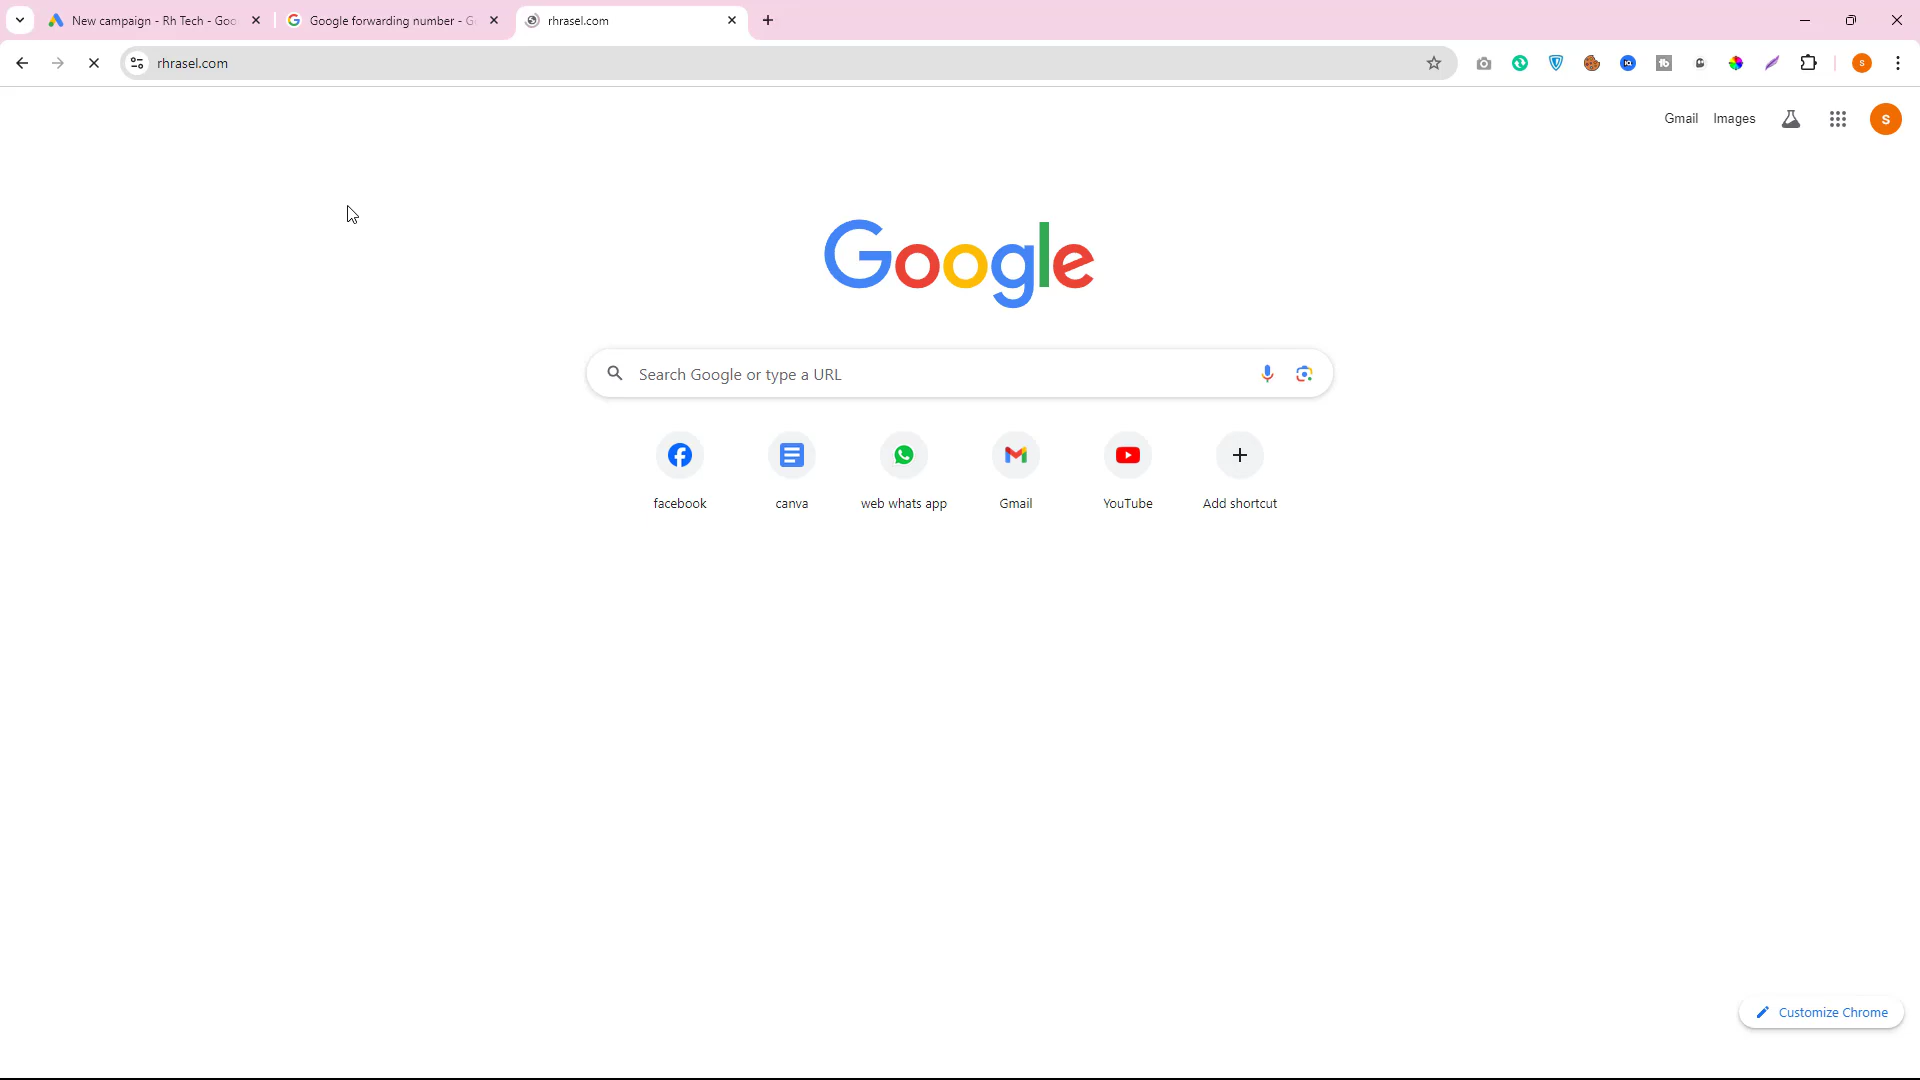 New campaign - Rh Tech - Goo
Google forwarding number - G
rhrasel.com
rhrasel.com
Gmail
Images
S
S
Google
Search Google or type a URL
facebook
canva
web whats app
Gmail
YouTube
Add shortcut
Customize Chrome